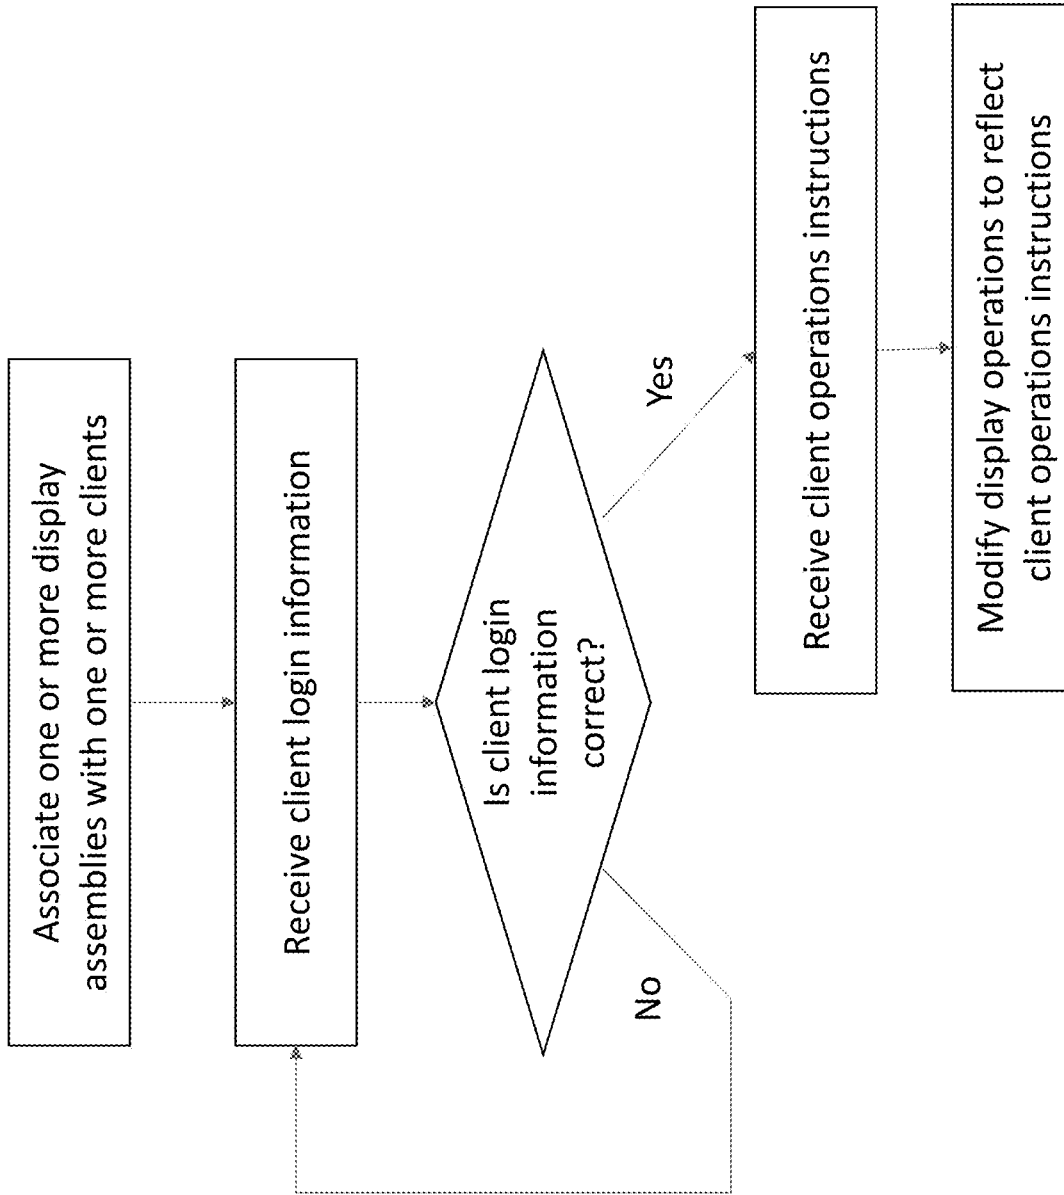 Associate one or more display
assemblies with one or more clients
Receive client login information
Is client login
information
correct?
No
Yes
Receive client operations instructions
Modify display operations to reflect
client operations instructions